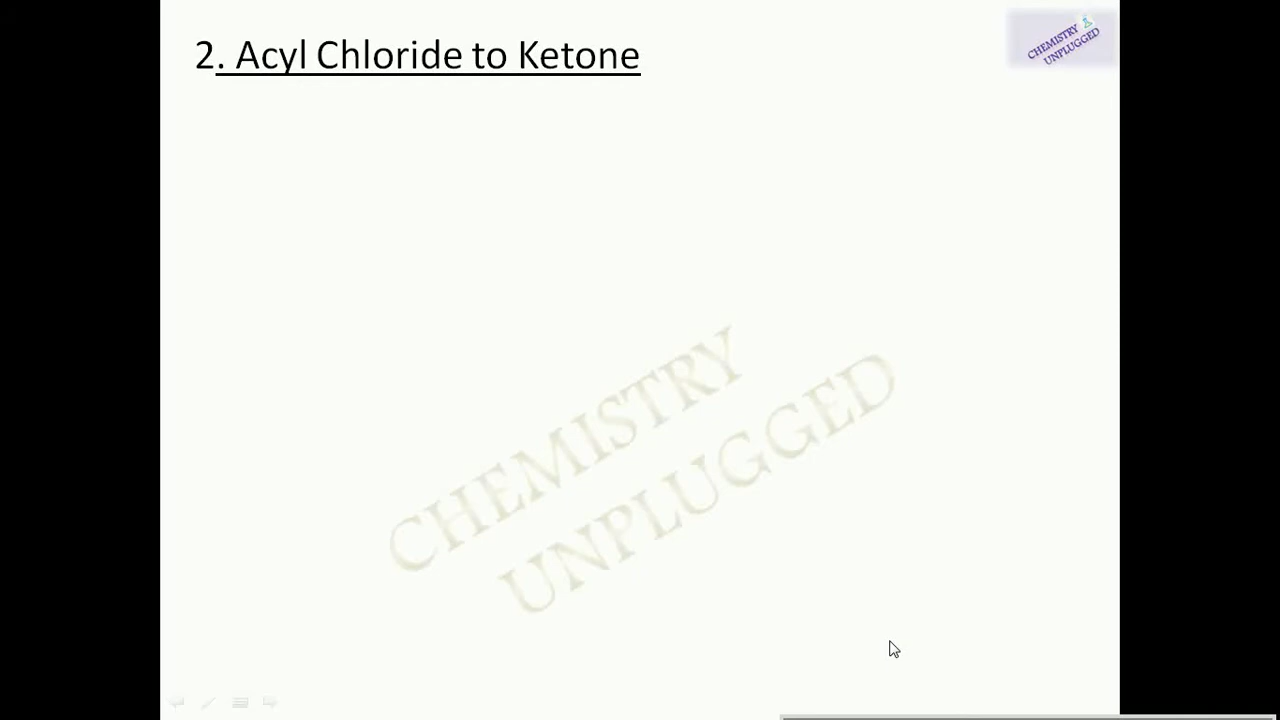 2. Acyl Chloride to Ketone
CHEMISTRY
UNPLUGGED
CHEMISTRY
UNPLUGGED